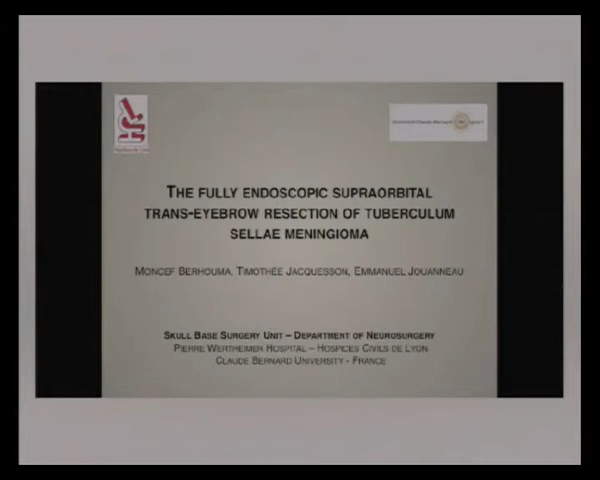 THE FULLY ENDOSCOPIC SUPRAORBITAL
TRANS-EYEBROW RESECTION OF TUBERCULUM
SELLAE MENINGIOMA
MONCEF BERHOUMA, TIMOTHÉE JACQUESSON, EMMANUEL JOUANNEAU
SKULL BASE SURGERY UNIT – DEPARTMENT OF NEUROSURGERY
PIERRE WERTHEIMER HOSPITAL – HOSPICES CIVILS DE LYON
CLAUDE BERNARD UNIVERSITY - FRANCE